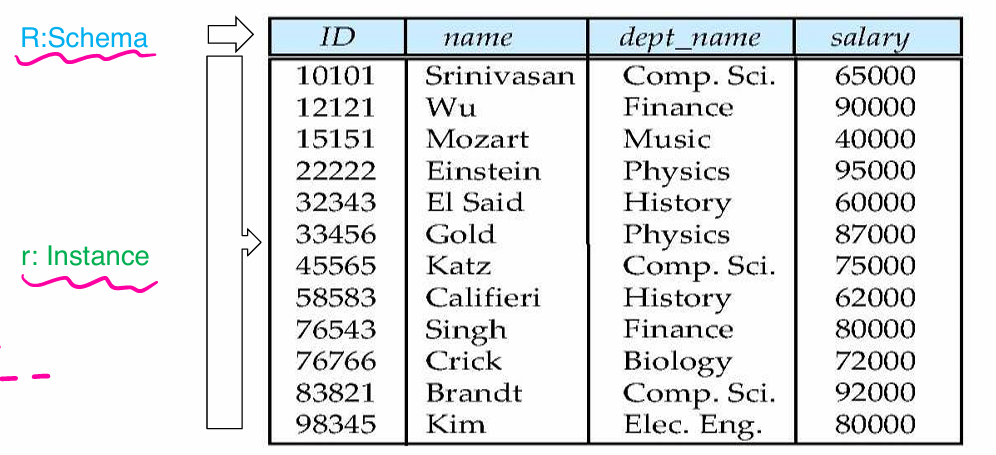 R:Schema
ID name dept_name salary
10101 Srinivasan Comp. Sci. 65000
12121 Wu Finance 90000
15151 Mozart Music 40000
22222 Einstein Physics 95000
32343 El Said History 60000
r: Instance
33456 Gold Physics 87000
45565 Katz Comp. Sci. 75000
58583 Califieri History 62000
76543 Singh Finance 80000
76766 Crick Biology 72000
83821 Brandt Comp. Sci. 92000
98345 Kim Elec. Eng. 80000